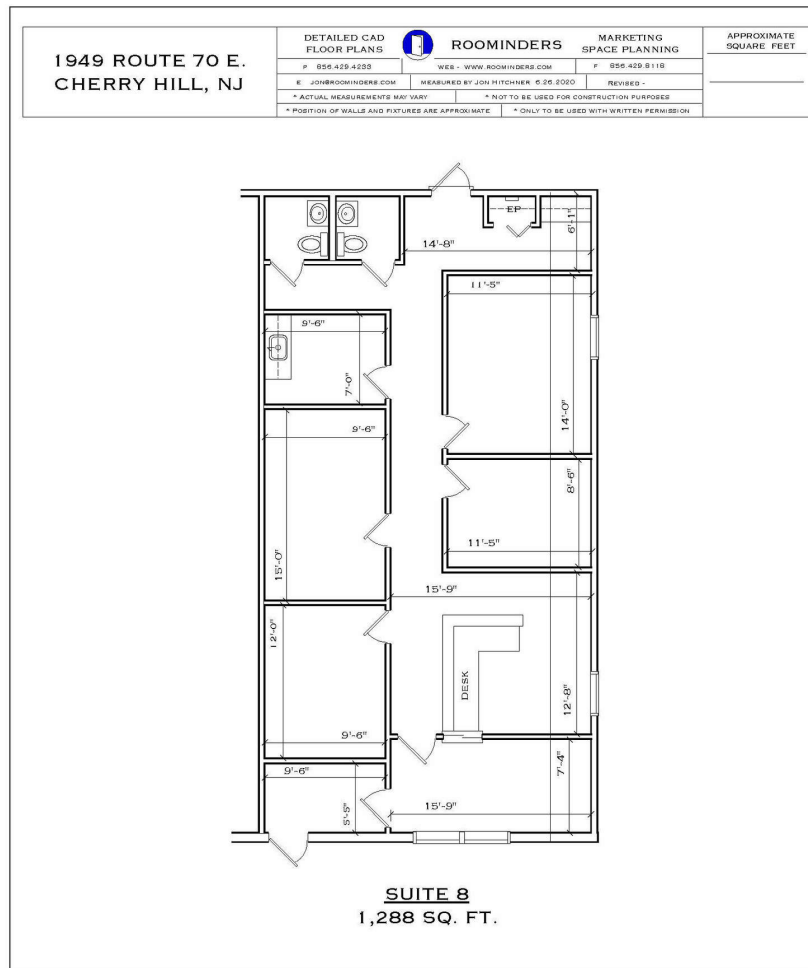 1949 ROUTE 70 E.
CHERRY HILL, NJ
DETAILED CAD
FLOOR PLANS
ROOMINDERS
MARKETING
SPACE PLANNING
P 856.429.4233
WEB - WWW.ROOMINDERS.COM
F 856.429.8118
E JON@ROOMINDERS.COM
MEASURED BY JON HITCHNER 6.26.2020
REVISED -
* ACTUAL MEASUREMENTS MAY VARY
* NOT TO BE USED FOR CONSTRUCTION PURPOSES
* POSITION OF WALLS AND FIXTURES ARE APPROXIMATE
* ONLY TO BE USED WITH WRITTEN PERMISSION
APPROXIMATE
SQUARE FEET
EP
14'-8"
6'-1"
11'-5"
9'-6"
7'-0"
14'-0"
9'-6"
8'-6"
11'-5"
15'-0"
15'-9"
12'-0"
DESK
12'-8"
9'-6"
9'-6"
7'-4"
5'-5"
15'-9"
SUITE 8
1,288 SQ. FT.